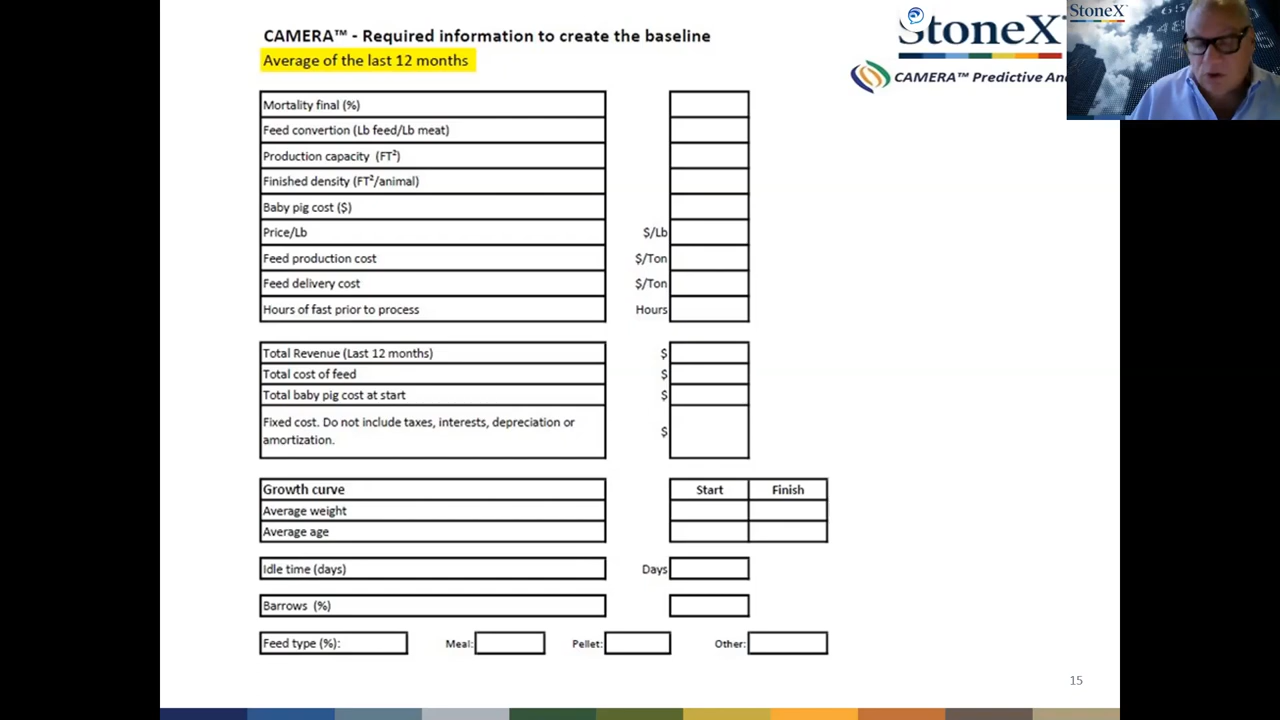 CAMERA™ - Required information to create the baseline
Average of the last 12 months
StoneX
StoneX
CAMERA™ Predictive
Mortality final (%)
Feed convertion (Lb feed/Lb meat)
Production capacity (FT²)
Finished density (FT²/animal)
Baby pig cost ($)
Price/Lb $/Lb
Feed production cost $/Ton
Feed delivery cost $/Ton
Hours of fast prior to process Hours
Total Revenue (Last 12 months) $
Total cost of feed $
Total baby pig cost at start $
Fixed cost. Do not include taxes, interests, depreciation or
amortization. $
Growth curve Start Finish
Average weight
Average age
Idle time (days) Days
Barrows (%)
Feed type (%): Meal: Pellet: Other:
15